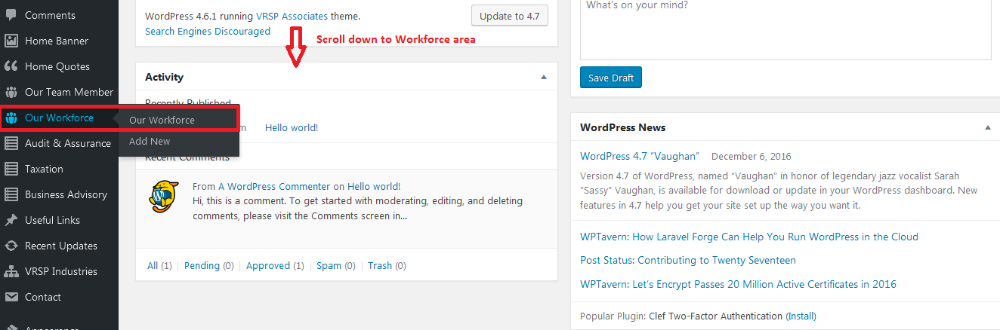 Comments
Home Banner
Home Quotes
Our Team Member
Our Workforce
Our Workforce
Add New
Audit & Assurance
Taxation
Business Advisory
Useful Links
Recent Updates
VRSP Industries
Contact
Appearance
WordPress 4.6.1 running VRSP Associates theme.
Update to 4.7
Search Engines Discouraged
Scroll down to Workforce area
Activity
Recently Published
Hello world!
Recent Comments
From A WordPress Commenter on Hello world!
Hi, this is a comment. To get started with moderating, editing, and deleting
comments, please visit the Comments screen in...
All (1) | Pending (0) | Approved (1) | Spam (0) | Trash (0)
What's on your mind?
Save Draft
WordPress News
WordPress 4.7 “Vaughan” December 6, 2016
Version 4.7 of WordPress, named “Vaughan” in honor of legendary jazz vocalist Sarah
"Sassy" Vaughan, is available for download or update in your WordPress dashboard. New
features in 4.7 help you get your site set up the way you want it.
WPTavern: How Laravel Forge Can Help You Run WordPress in the Cloud
Post Status: Contributing to Twenty Seventeen
WPTavern: Let’s Encrypt Passes 20 Million Active Certificates in 2016
Popular Plugin: Clef Two-Factor Authentication (Install)